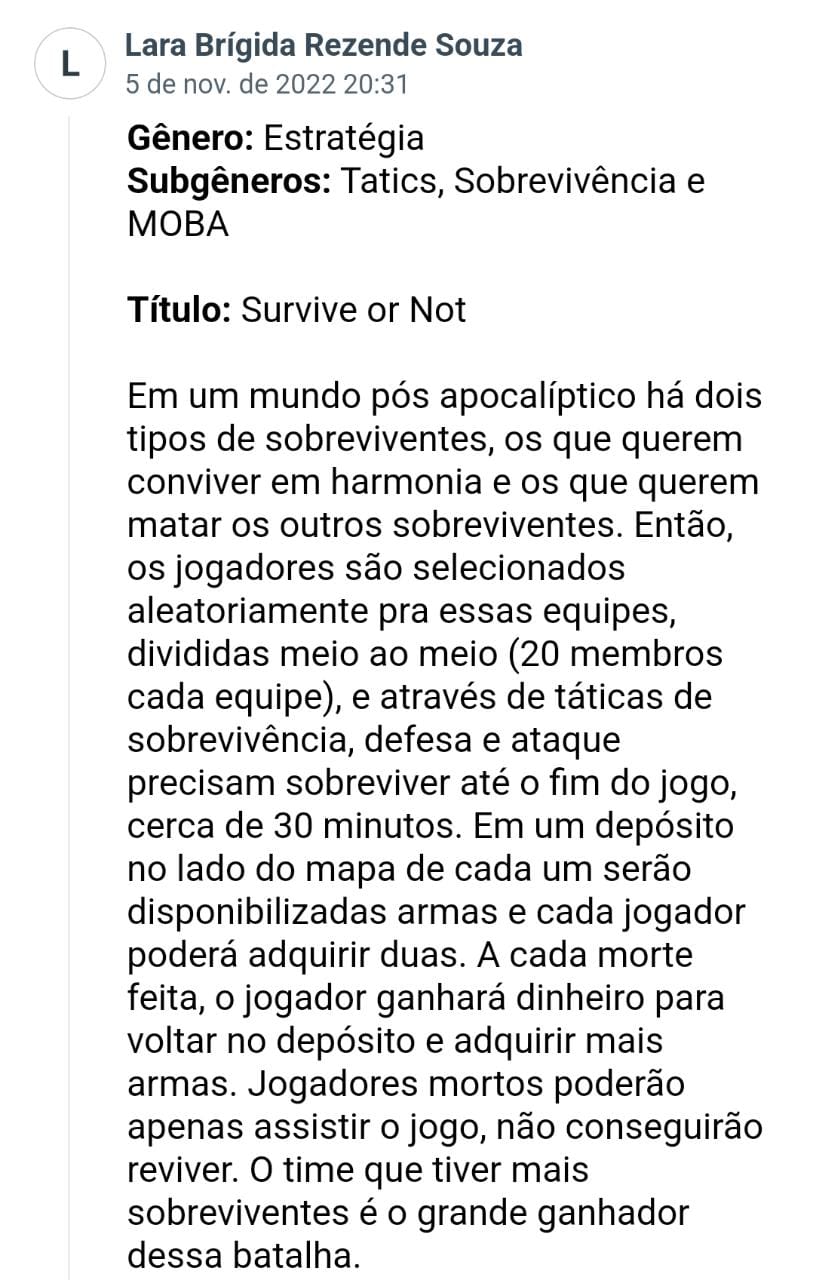 L
Lara Brígida Rezende Souza
5 de nov. de 2022 20:31
Gênero: Estratégia
Subgêneros: Tatics, Sobrevivência e
MOBA
Título: Survive or Not
Em um mundo pós apocalíptico há dois
tipos de sobreviventes, os que querem
conviver em harmonia e os que querem
matar os outros sobreviventes. Então,
os jogadores são selecionados
aleatoriamente pra essas equipes,
divididas meio ao meio (20 membros
cada equipe), e através de táticas de
sobrevivência, defesa e ataque
precisam sobreviver até o fim do jogo,
cerca de 30 minutos. Em um depósito
no lado do mapa de cada um serão
disponibilizadas armas e cada jogador
poderá adquirir duas. A cada morte
feita, o jogador ganhará dinheiro para
voltar no depósito e adquirir mais
armas. Jogadores mortos poderão
apenas assistir o jogo, não conseguirão
reviver. O time que tiver mais
sobreviventes é o grande ganhador
dessa batalha.